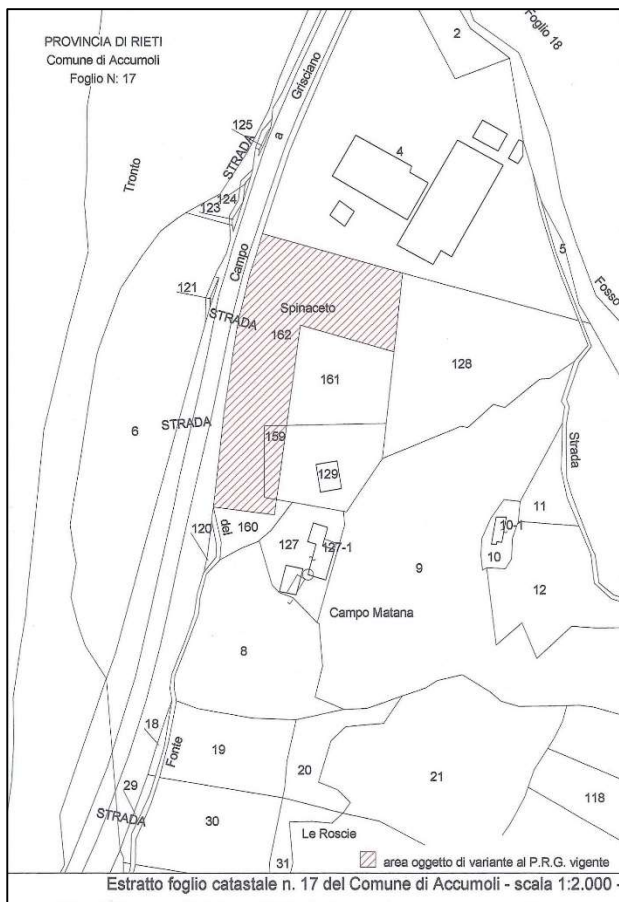 PROVINCIA DI RIETI
Comune di Accumoli
Foglio N: 17
2
Foglio 18
Grisciano
a
125
STRADA
4
Tronto
124
123
5
Campo
Fosso
121
Spinaceto
STRADA
162
128
161
6
STRADA
159
Strada
129
11
120
del
160
10-1
127
127-1
10
9
12
Campo Matana
8
18
Fonte
19
20
21
29
118
STRADA
30
Le Roscie
31
area oggetto di variante al P.R.G. vigente
Estratto foglio catastale n. 17 del Comune di Accumoli - scala 1:2.000 -